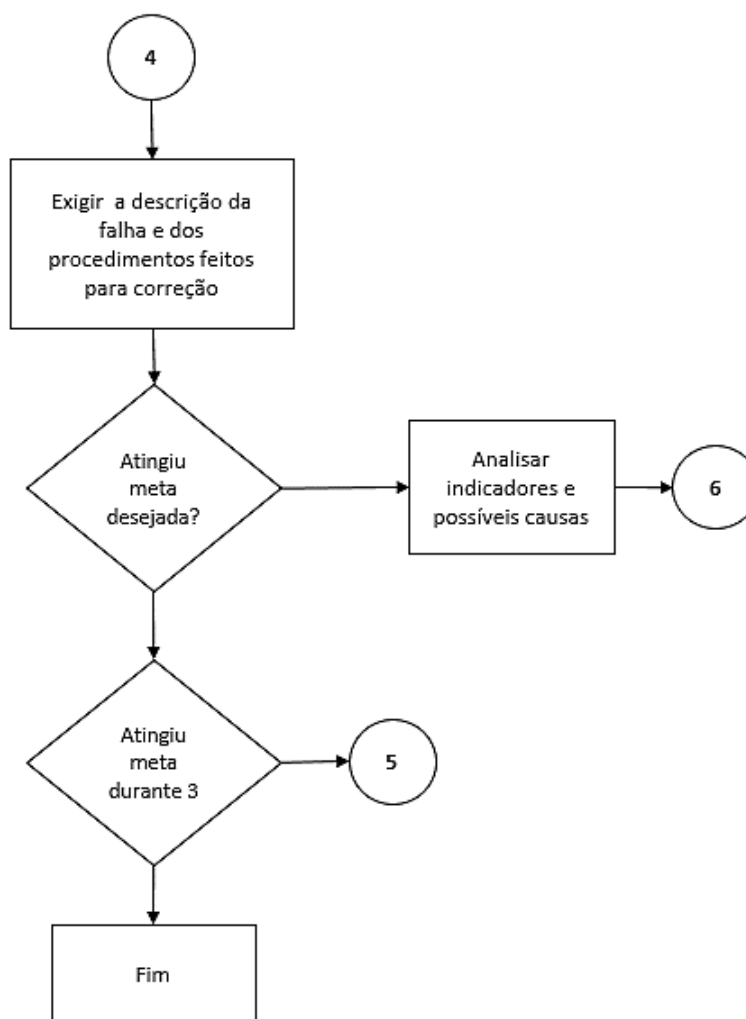 4
Exigir a descrição da
falha e dos
procedimentos feitos
para correção
Atingiu
meta
desejada?
Analisar
indicadores e
possíveis causas
6
Atingiu
meta
durante 3
5
Fim